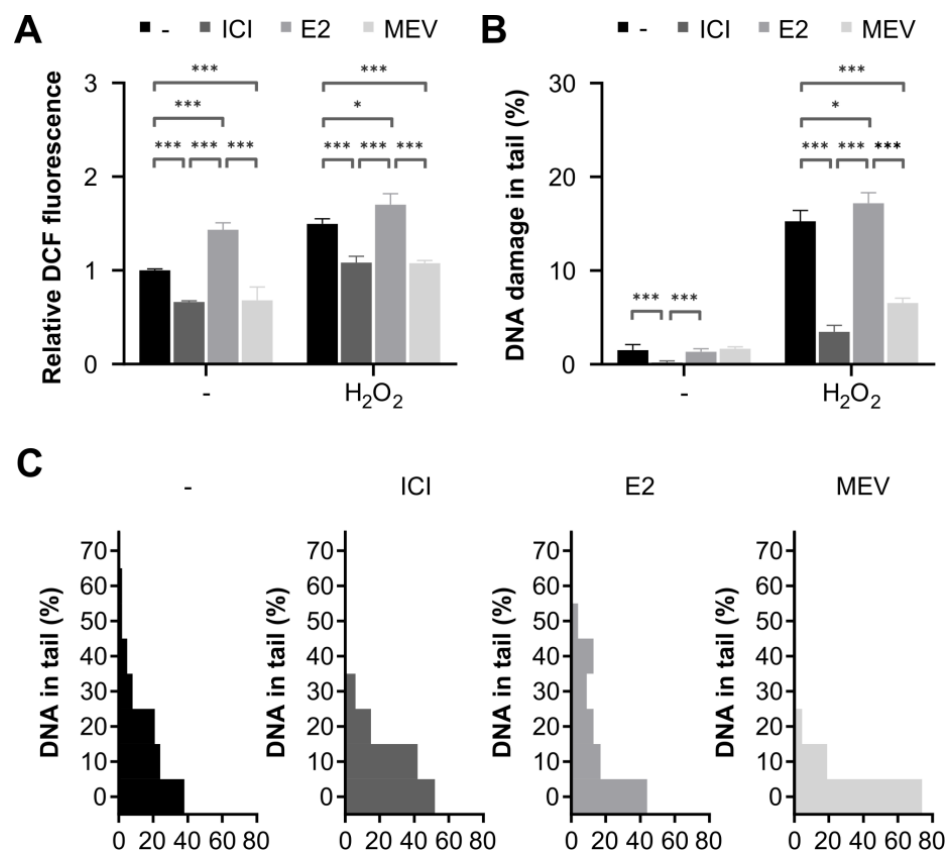 A - ICI E2 MEV B - ICI E2 MEV
Relative DCF fluorescence
3
2
1
0
*** ***
*** *
*** *** *** *** *** ***
- H₂O₂
DNA damage in tail (%)
30
20
10
0
***
*
*** *** ***
*** ***
- H₂O₂
C
- ICI E2 MEV
DNA in tail (%)
70
60
50
40
30
20
10
0
0 20 40 60 80
DNA in tail (%)
70
60
50
40
30
20
10
0
0 20 40 60 80
DNA in tail (%)
70
60
50
40
30
20
10
0
0 20 40 60 80
DNA in tail (%)
70
60
50
40
30
20
10
0
0 20 40 60 80